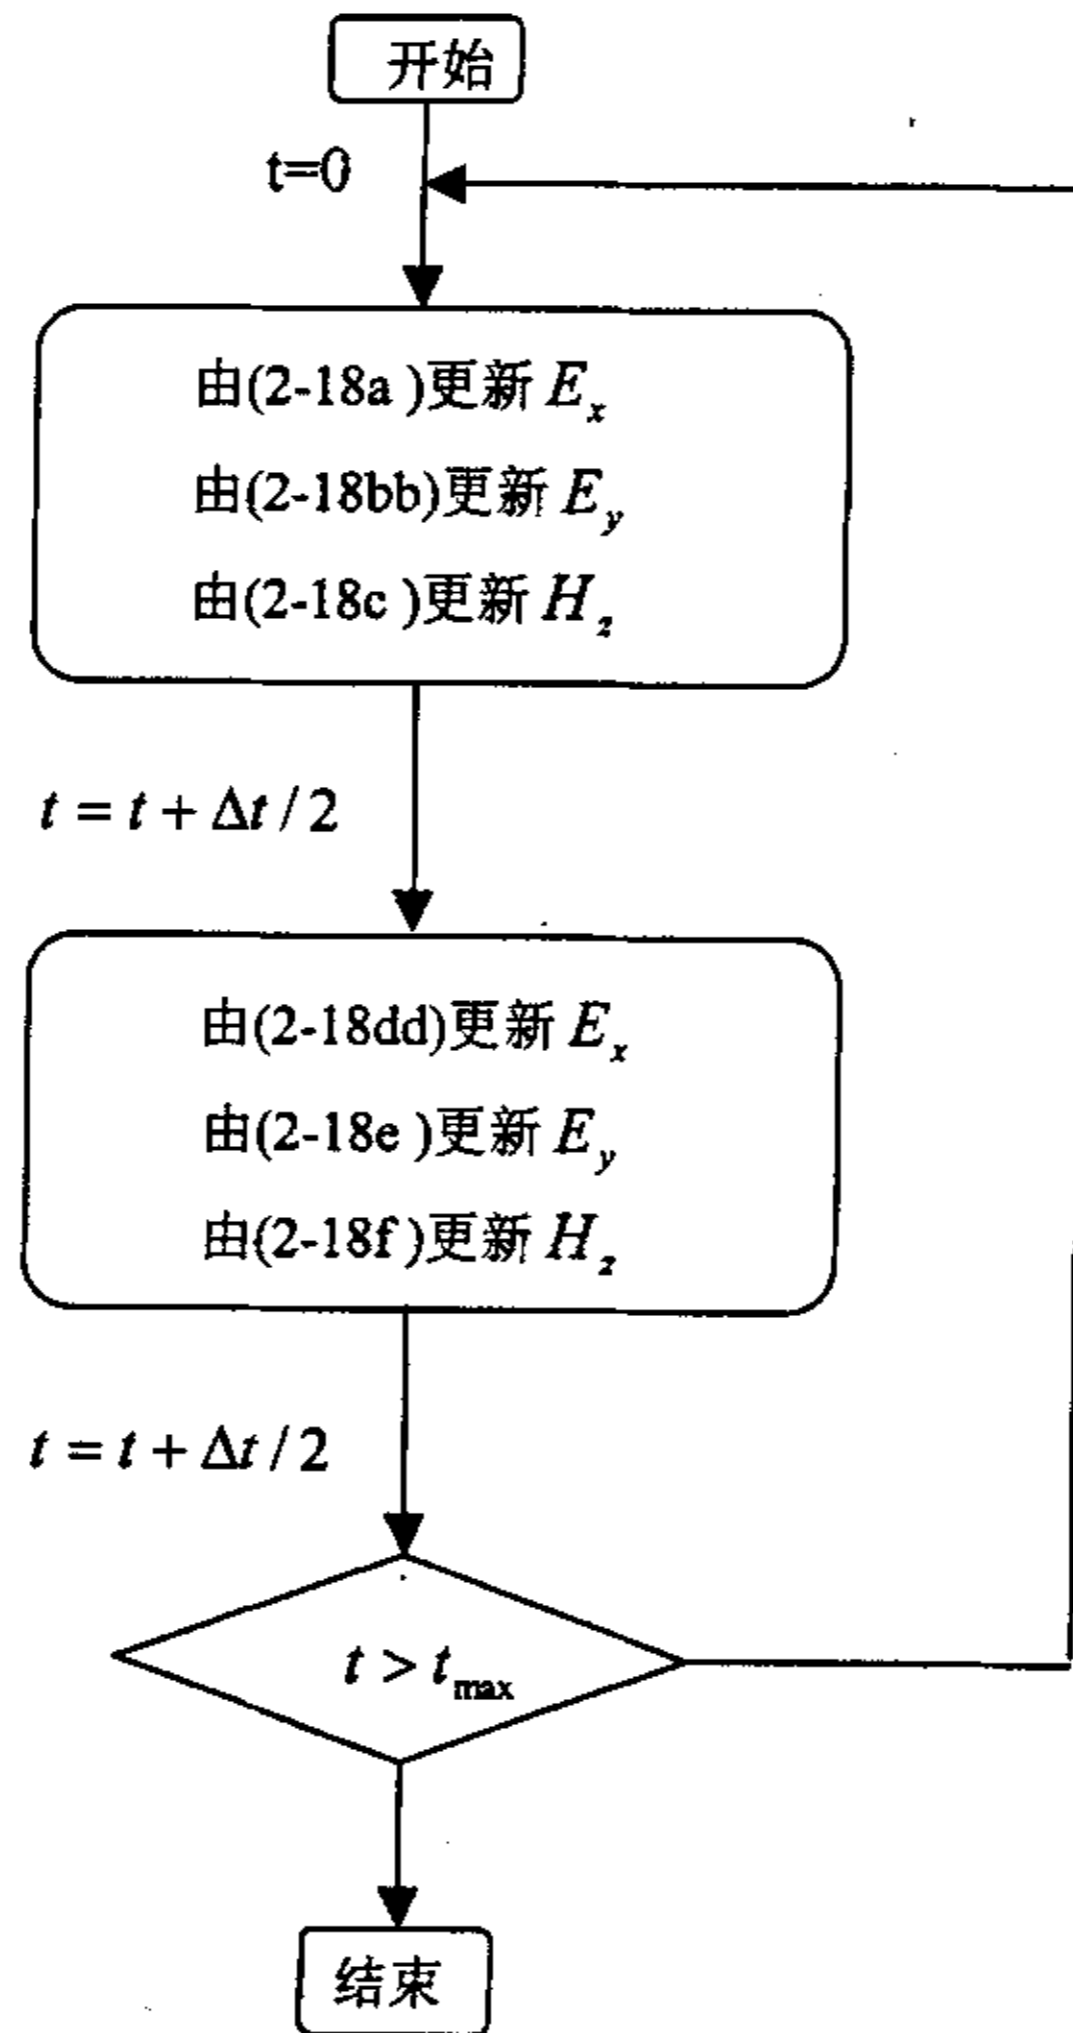 开始
t=0
由(2-18a )更新 E_x
由(2-18bb)更新 E_y
由(2-18c )更新 H_z
t = t + Δt / 2
由(2-18dd)更新 E_x
由(2-18e )更新 E_y
由(2-18f )更新 H_z
t = t + Δt / 2
t > t_max
结束